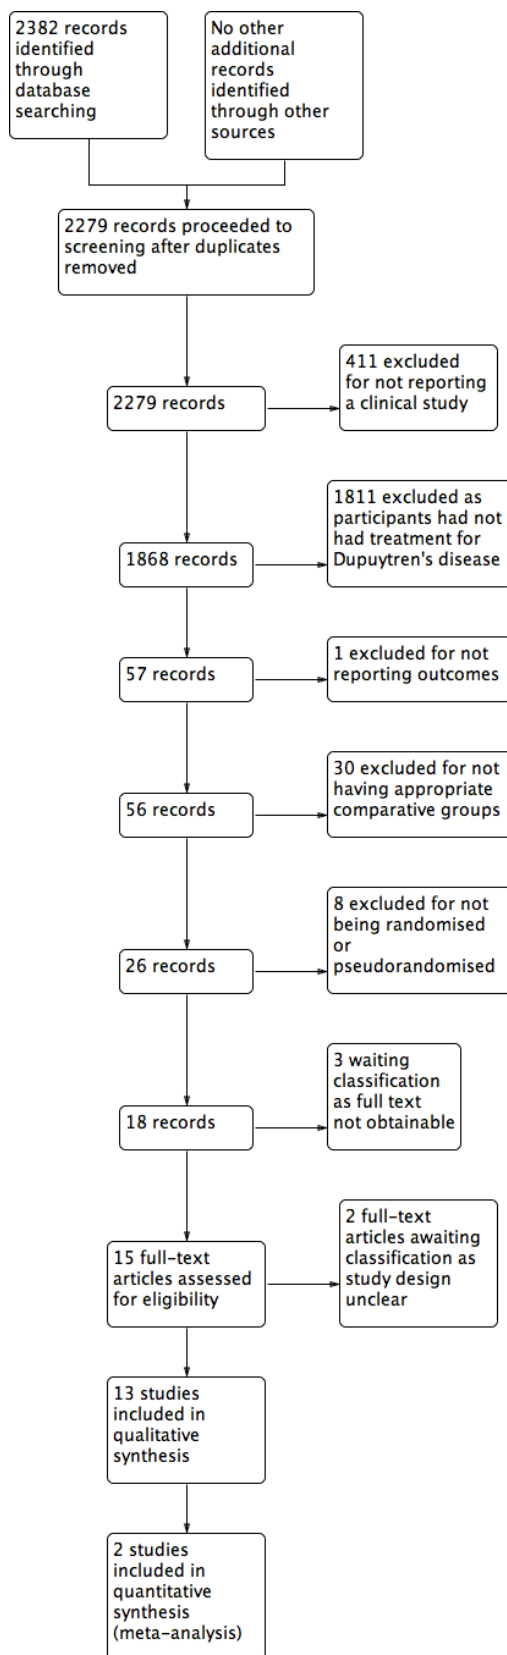 2382 records
identified
through
database
searching
No other
additional
records
identified
through other
sources
2279 records proceeded to
screening after duplicates
removed
2279 records
411 excluded
for not reporting
a clinical study
1868 records
1811 excluded as
participants had not
had treatment for
Dupuytren's disease
57 records
1 excluded for not
reporting outcomes
56 records
30 excluded for not
having appropriate
comparative groups
26 records
8 excluded for not
being randomised
or
pseudorandomised
18 records
3 waiting
classification
as full text
not obtainable
15 full-text
articles assessed
for eligibility
2 full-text
articles awaiting
classification as
study design
unclear
13 studies
included in
qualitative
synthesis
2 studies
included in
quantitative
synthesis
(meta-analysis)